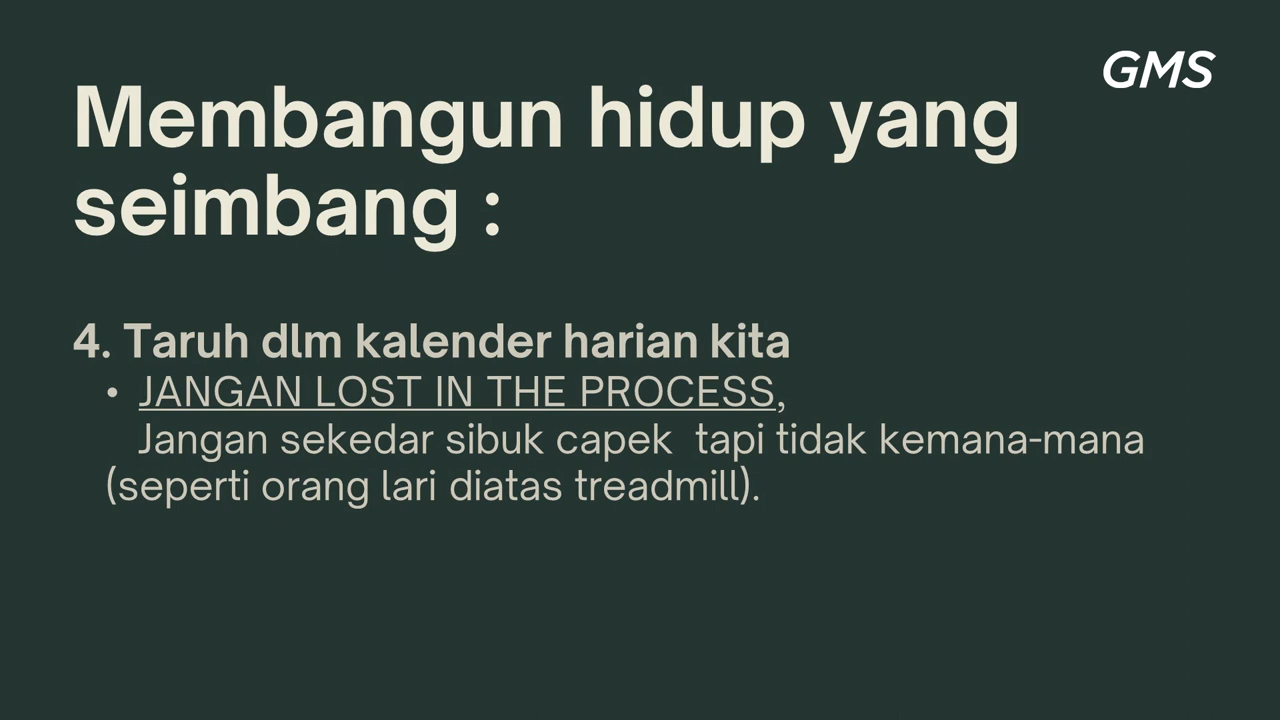 GMS
Membangun hidup yang
seimbang :
4. Taruh dlm kalender harian kita
• JANGAN LOST IN THE PROCESS,
Jangan sekedar sibuk capek  tapi tidak kemana-mana
(seperti orang lari diatas treadmill).